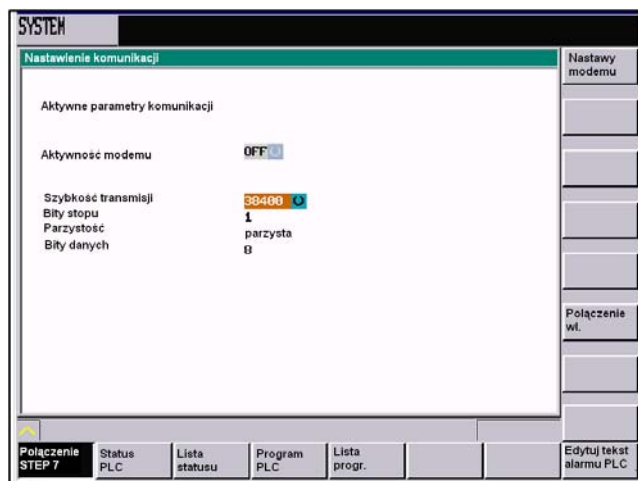 SYSTEM
Nastawienie komunikacji
Nastawy
modemu
Aktywne parametry komunikacji
Aktywność modemu OFF
Szybkość transmisji 38400
Bity stopu 1
Parzystość parzysta
Bity danych 8
Połączenie
wł.
Połączenie
STEP 7
Status
PLC
Lista
statusu
Program
PLC
Lista
progr.
Edytuj tekst
alarmu PLC